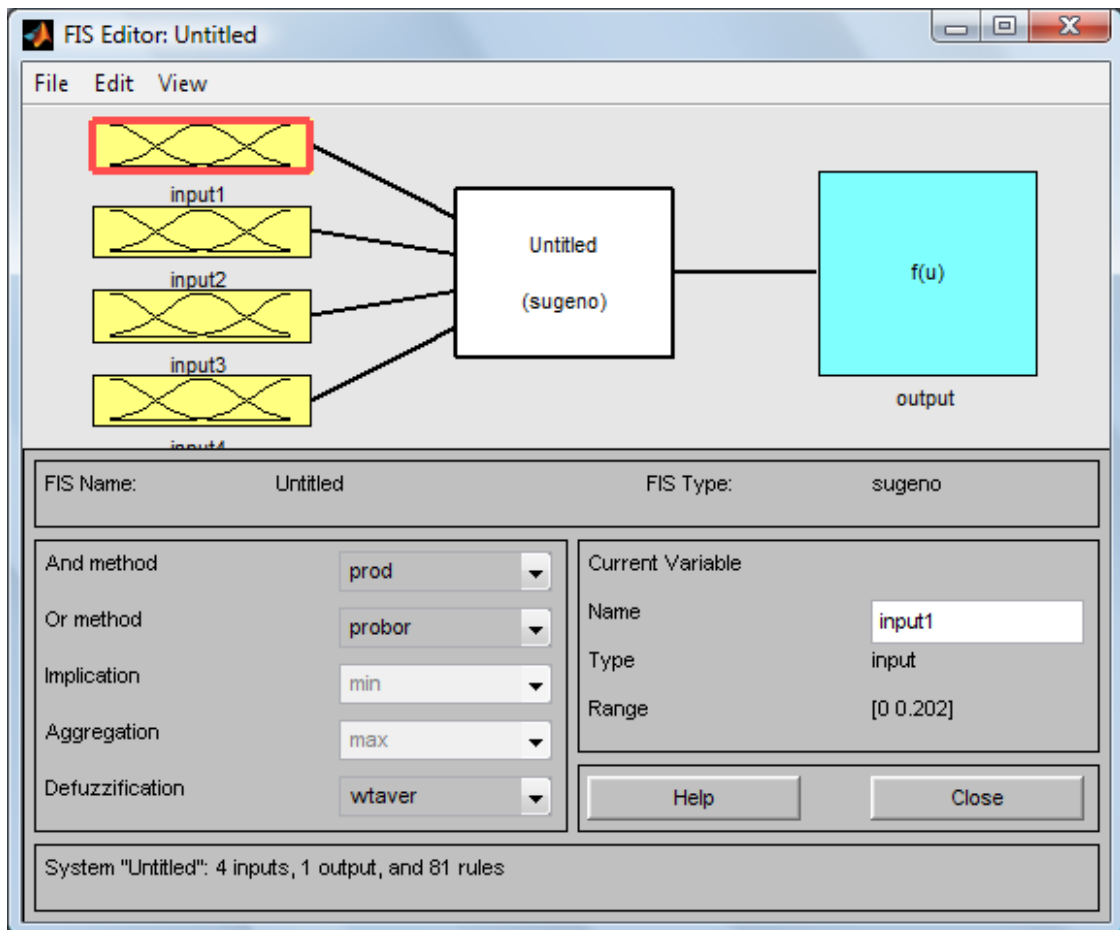 FIS Editor: Untitled
File Edit View
input1
input2
input3
input4
Untitled
(sugeno)
f(u)
output
FIS Name: Untitled FIS Type: sugeno
And method prod
Or method probor
Implication min
Aggregation max
Defuzzification wtaver
Current Variable
Name input1
Type input
Range [0 0.202]
Help Close
System "Untitled": 4 inputs, 1 output, and 81 rules